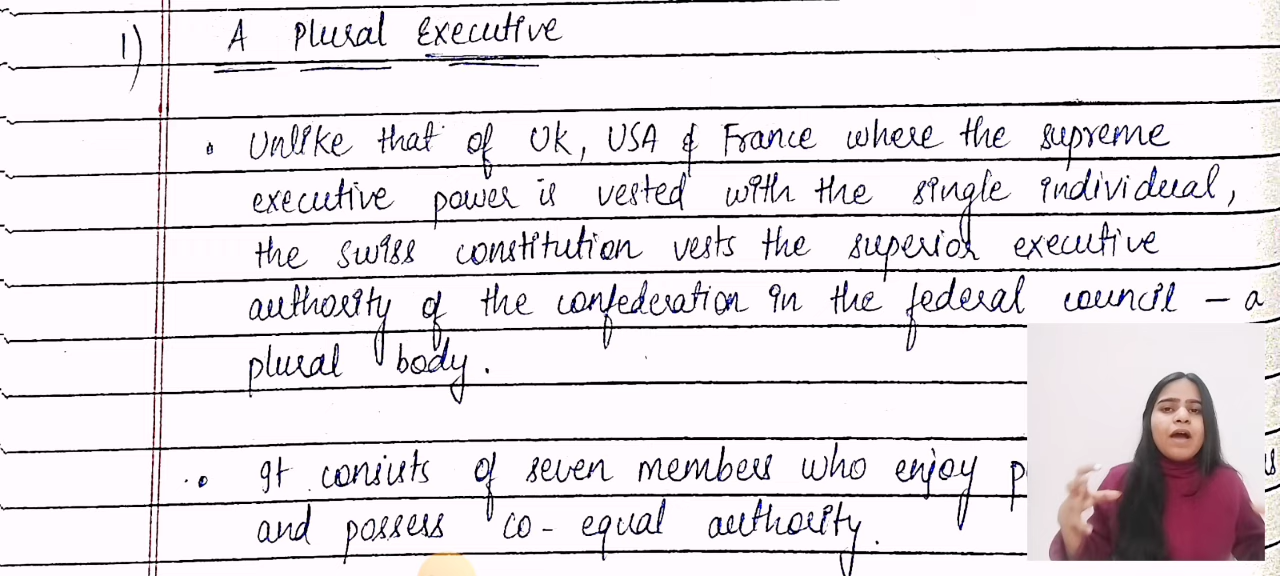 1) A Plural Executive
• Unlike that of UK, USA & France where the supreme
executive power is vested with the single individual,
the swiss constitution vests the superior executive
authority of the confederation in the federal council – a
plural body.
• It consists of seven members who enjoy
and possess co-equal authority.